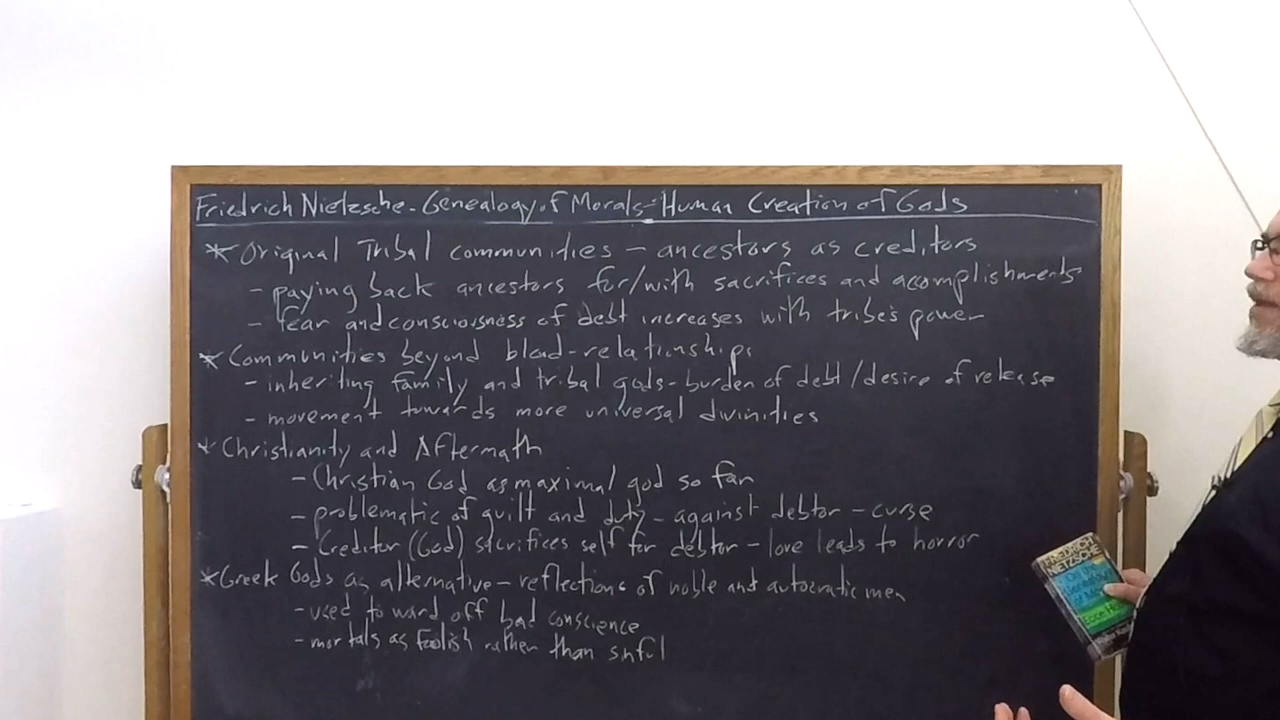 Friedrich Nietzsche - Genealogy of Morals - Human Creation of Gods
* Original Tribal communities - ancestors as creditors
- paying back ancestors for/with sacrifices and accomplishments
- fear and consciousness of debt increases with tribe's power
* Communities beyond blood-relationships
- inheriting family and tribal gods - burden of debt/desire of release
- movement towards more universal divinities
* Christianity and Aftermath
- Christian God as maximal god so far
- problematic of guilt and duty - against debtor - curse
- Creditor (God) sacrifices self for debtor - love leads to horror
* Greek Gods as alternative - reflections of noble and autocratic men
- used to ward off bad conscience
- mortals as foolish rather than sinful
FRIEDRICH
NIETZSCHE